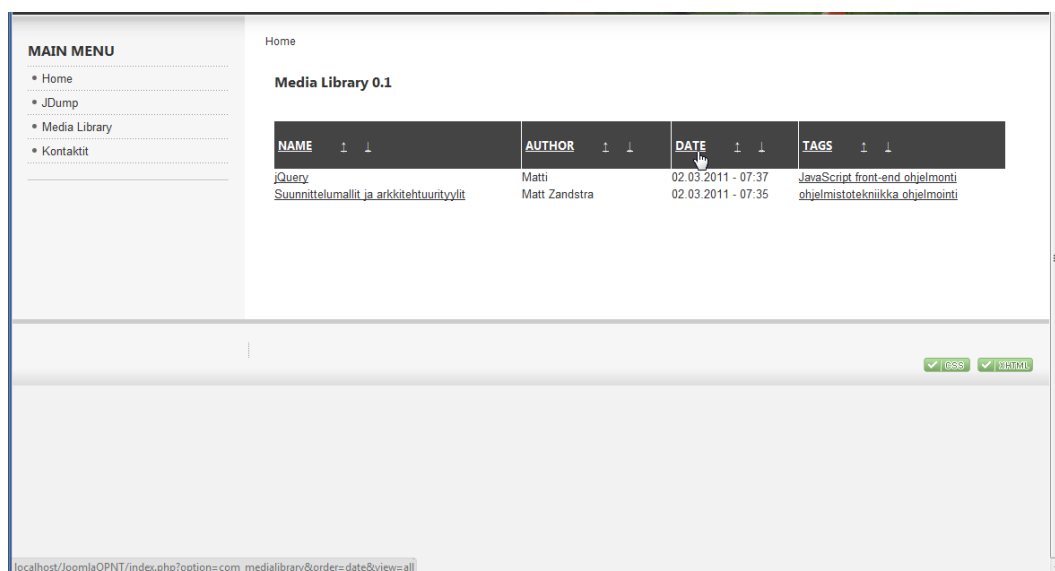 MAIN MENU
Home
JDump
Media Library
Kontaktit
Home
Media Library 0.1
NAME ↑ ↓ AUTHOR ↑ ↓ DATE ↑ ↓ TAGS ↑ ↓
jQuery Matti 02.03.2011 - 07:37 JavaScript front-end ohjelmonti
Suunnittelumallit ja arkkitehtuurityylit Matt Zandstra 02.03.2011 - 07:35 ohjelmistotekniikka ohjelmointi
CSS XHTML
localhost/JoomlaOPNT/index.php?option=com_medialibrary&order=date&view=all